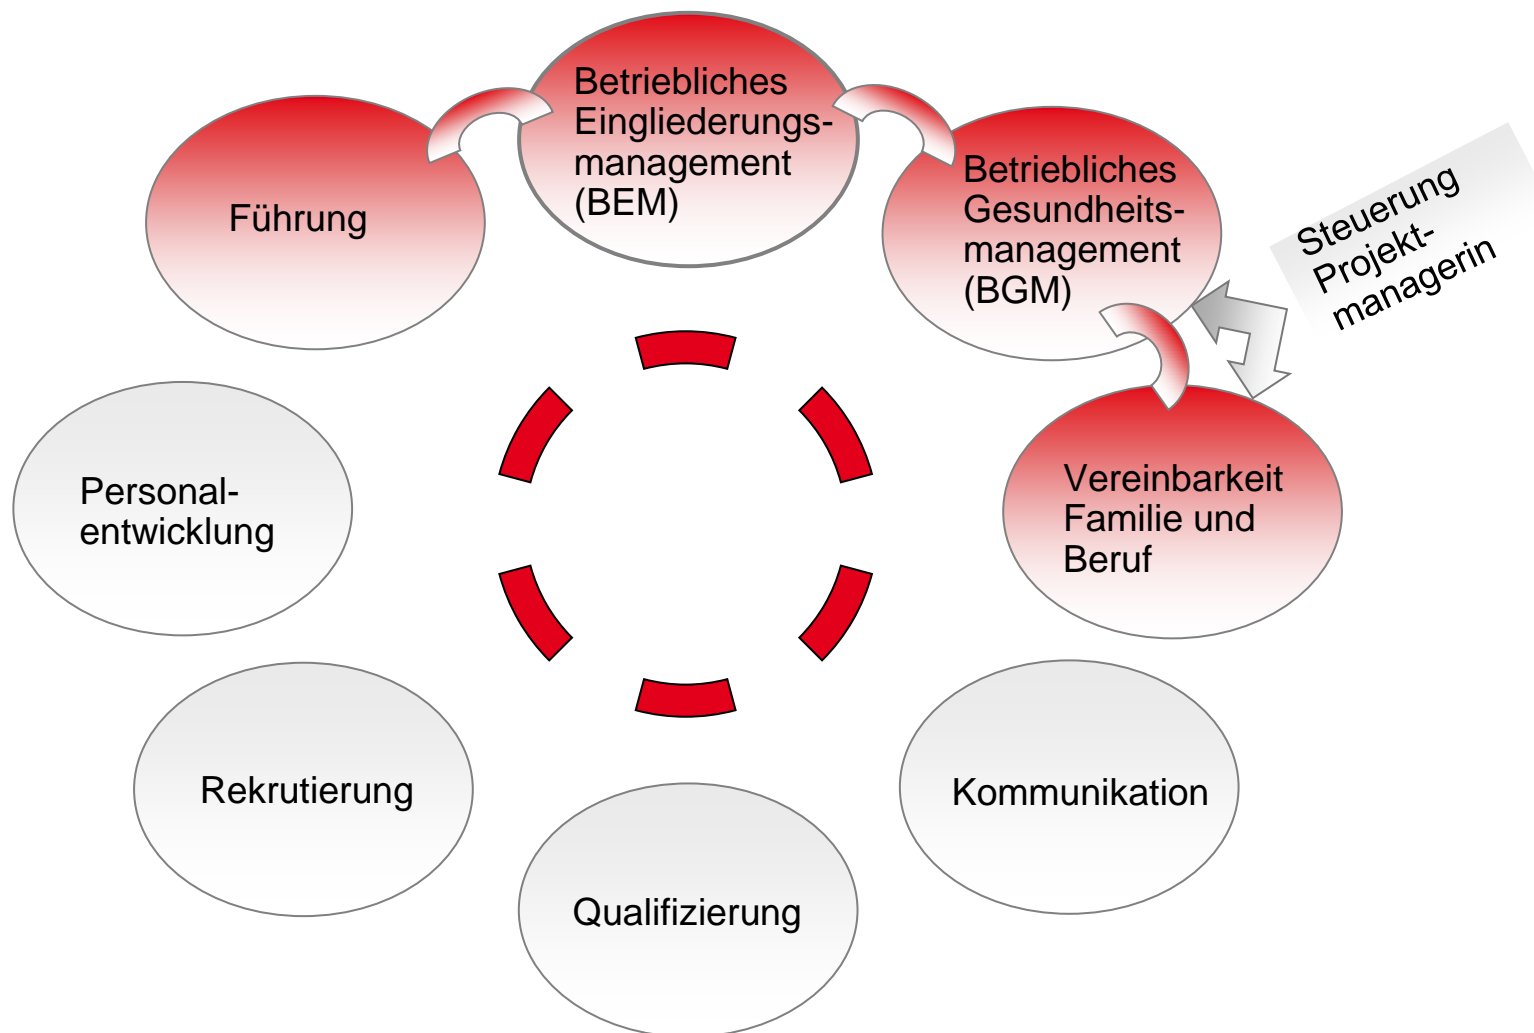 Betriebliches
Eingliederungs-
management
(BEM)
Führung
Betriebliches
Gesundheits-
management
(BGM)
Steuerung
Projekt-
managerin
Personal-
entwicklung
Vereinbarkeit
Familie und
Beruf
Rekrutierung
Kommunikation
Qualifizierung